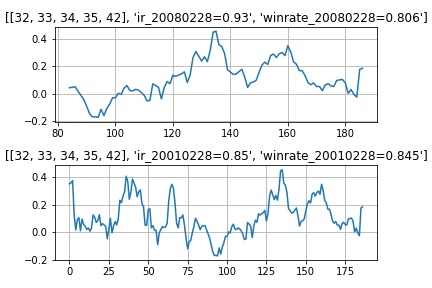 [[32, 33, 34, 35, 42], 'ir_20080228=0.93', 'winrate_20080228=0.806']
0.4
0.2
0.0
−0.2
80 100 120 140 160 180
[[32, 33, 34, 35, 42], 'ir_20010228=0.85', 'winrate_20010228=0.845']
0.4
0.2
0.0
−0.2
0 25 50 75 100 125 150 175